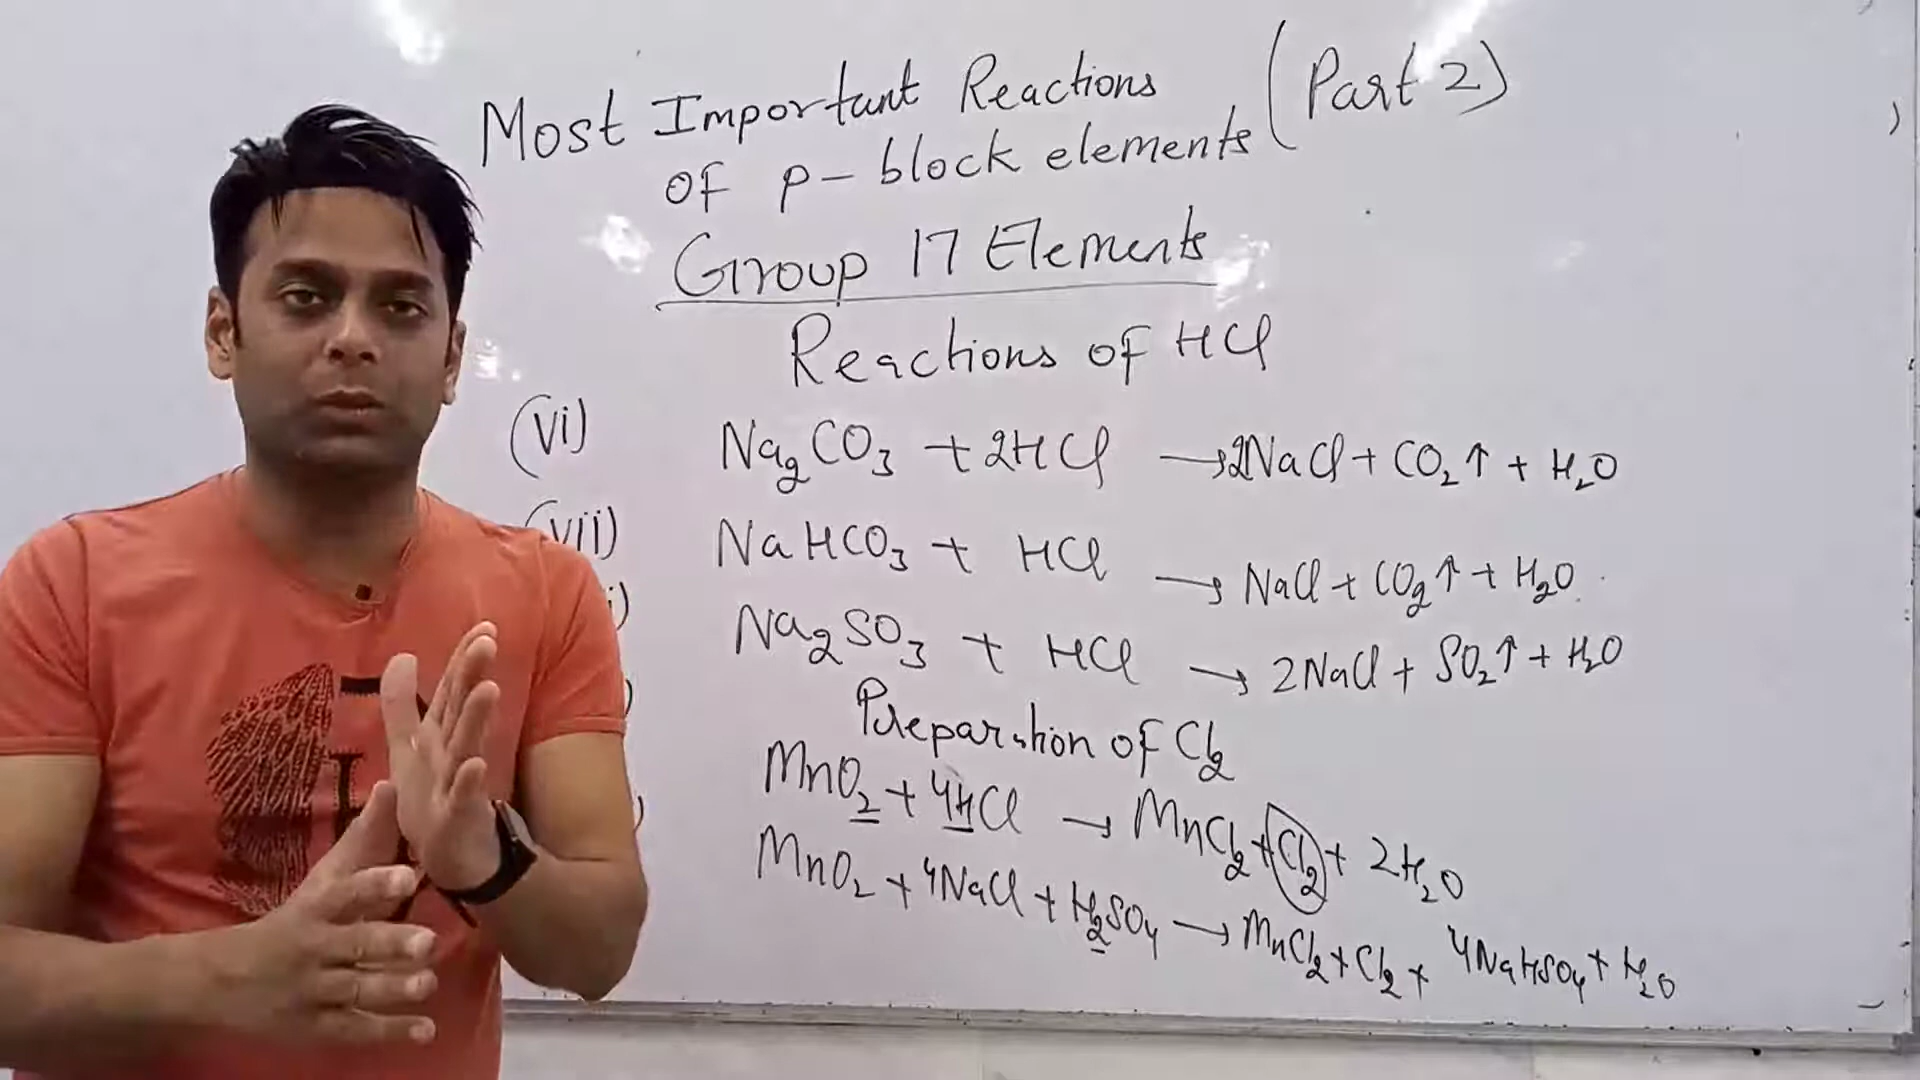 Most Important Reactions (Part 2)
of p-block elements
Group 17 Elements
Reactions of HCl
(vi) Na₂CO₃ + 2HCl → 2NaCl + CO₂↑ + H₂O
(vii) NaHCO₃ + HCl → NaCl + CO₂↑ + H₂O
Na₂SO₃ + HCl → 2NaCl + SO₂↑ + H₂O
Preparation of Cl₂
MnO₂ + 4HCl → MnCl₂ + Cl₂ + 2H₂O
MnO₂ + 4NaCl + H₂SO₄ → MnCl₂ + Cl₂ + 4NaHSO₄ + H₂O